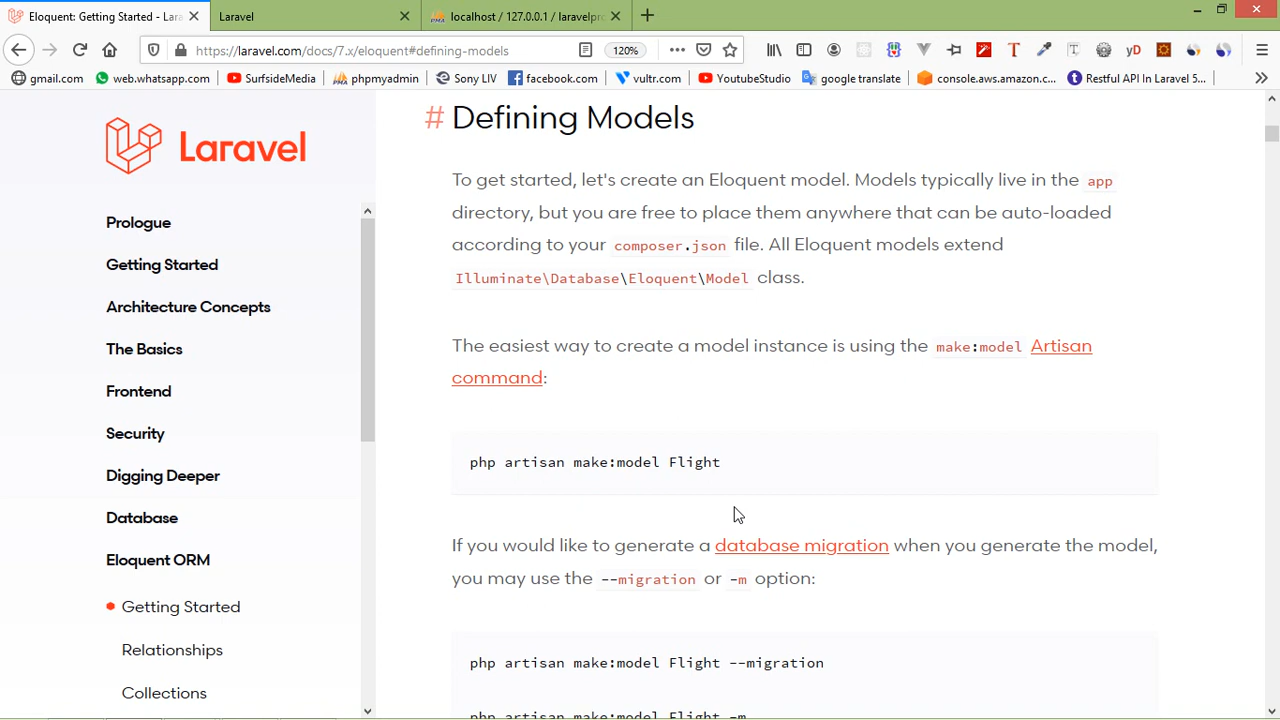 Eloquent: Getting Started - Lara
Laravel
localhost / 127.0.0.1 / laravelpro
https://laravel.com/docs/7.x/eloquent#defining-models
120%
gmail.com
web.whatsapp.com
SurfsideMedia
phpmyadmin
Sony LIV
facebook.com
vultr.com
YouTubeStudio
google translate
console.aws.amazon.c...
Restful API In Laravel 5...
Laravel
Prologue
Getting Started
Architecture Concepts
The Basics
Frontend
Security
Digging Deeper
Database
Eloquent ORM
Getting Started
Relationships
Collections
# Defining Models
To get started, let's create an Eloquent model. Models typically live in the app
directory, but you are free to place them anywhere that can be auto-loaded
according to your composer.json file. All Eloquent models extend
Illuminate\Database\Eloquent\Model class.
The easiest way to create a model instance is using the make:model Artisan
command:
php artisan make:model Flight
If you would like to generate a database migration when you generate the model,
you may use the --migration or -m option:
php artisan make:model Flight --migration
php artisan make:model Flight -m